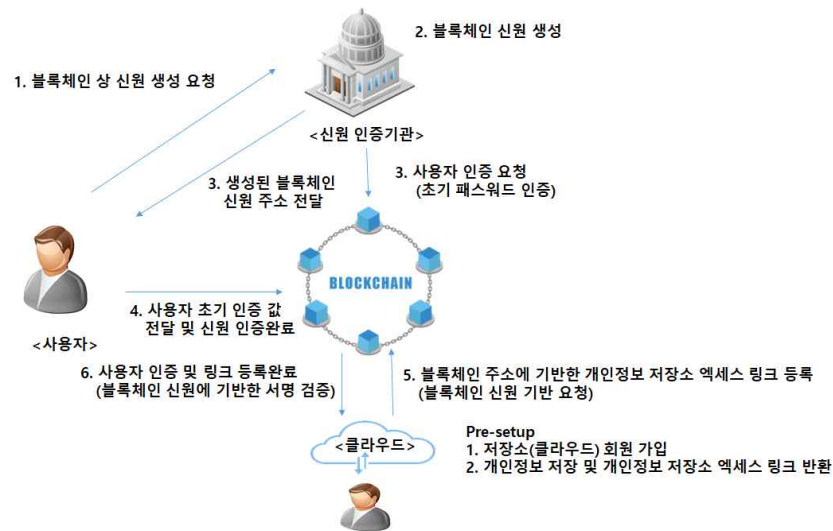 2. 블록체인 신원 생성
1. 블록체인 상 신원 생성 요청
<신원 인증기관>
3. 생성된 블록체인
신원 주소 전달
3. 사용자 인증 요청
(초기 패스워드 인증)
BLOCKCHAIN
4. 사용자 초기 인증 값
전달 및 신원 인증완료
<사용자>
6. 사용자 인증 및 링크 등록완료
(블록체인 신원에 기반한 서명 검증)
5. 블록체인 주소에 기반한 개인정보 저장소 엑세스 링크 등록
(블록체인 신원 기반 요청)
<클라우드>
Pre-setup
1. 저장소(클라우드) 회원 가입
2. 개인정보 저장 및 개인정보 저장소 엑세스 링크 반환